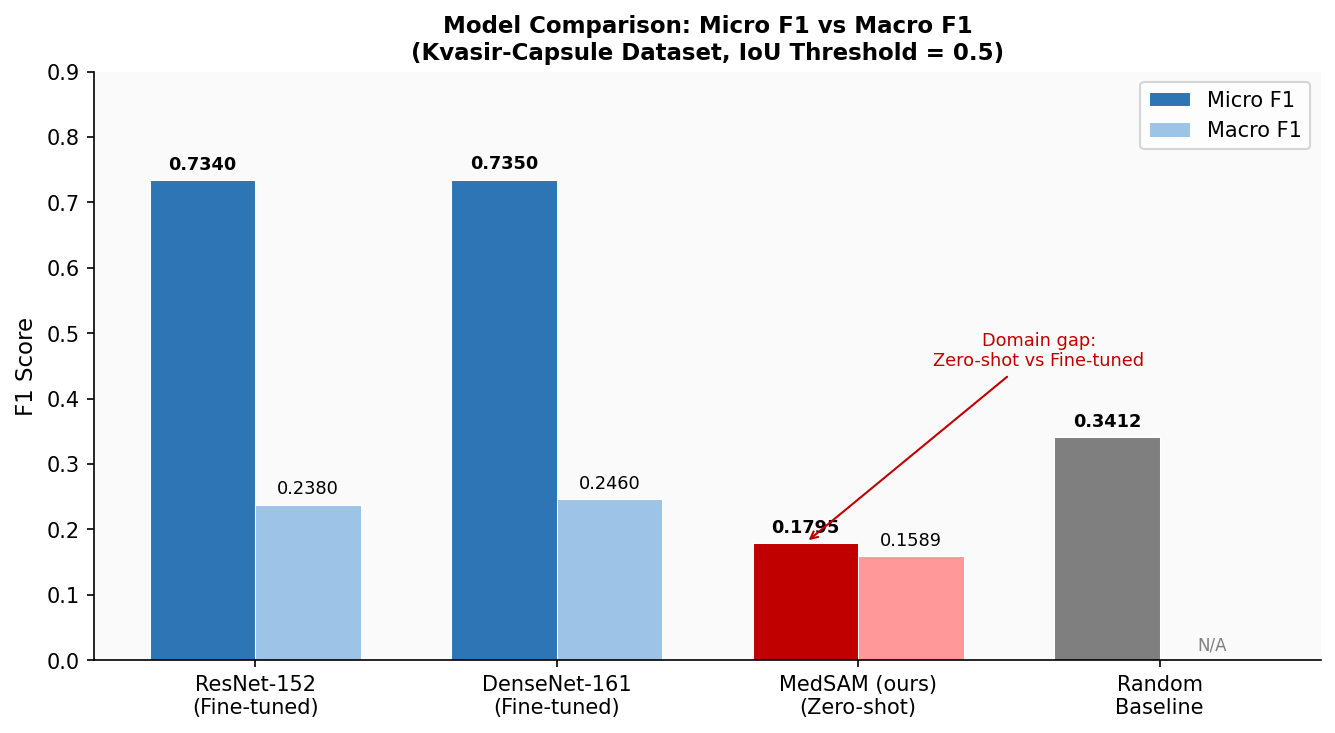 Model Comparison: Micro F1 vs Macro F1
(Kvasir-Capsule Dataset, IoU Threshold = 0.5)
Micro F1
Macro F1
F1 Score
0.9
0.8
0.7
0.6
0.5
0.4
0.3
0.2
0.1
0.0
0.7340
0.2380
0.7350
0.2460
0.1795
0.1589
0.3412
N/A
Domain gap:
Zero-shot vs Fine-tuned
ResNet-152
(Fine-tuned)
DenseNet-161
(Fine-tuned)
MedSAM (ours)
(Zero-shot)
Random
Baseline